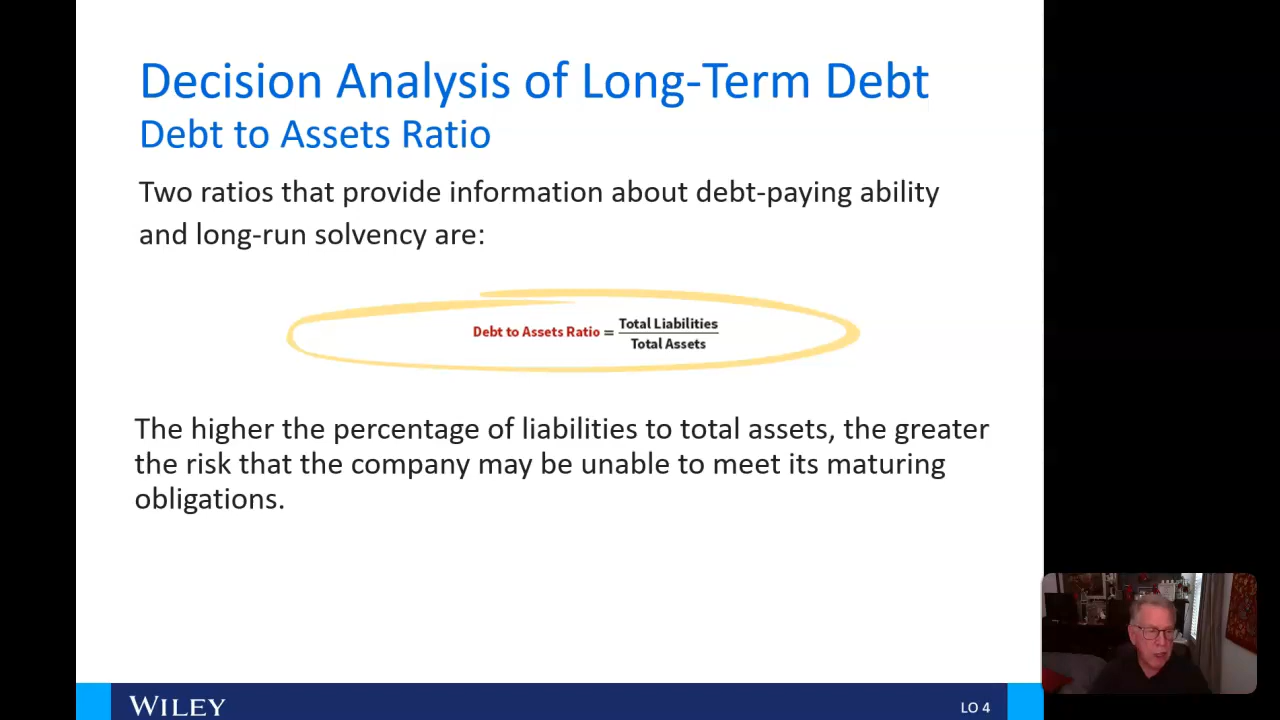 Decision Analysis of Long-Term Debt
Debt to Assets Ratio
Two ratios that provide information about debt-paying ability
and long-run solvency are:
Debt to Assets Ratio = Total Liabilities
Total Assets
The higher the percentage of liabilities to total assets, the greater
the risk that the company may be unable to meet its maturing
obligations.
WILEY
LO 4